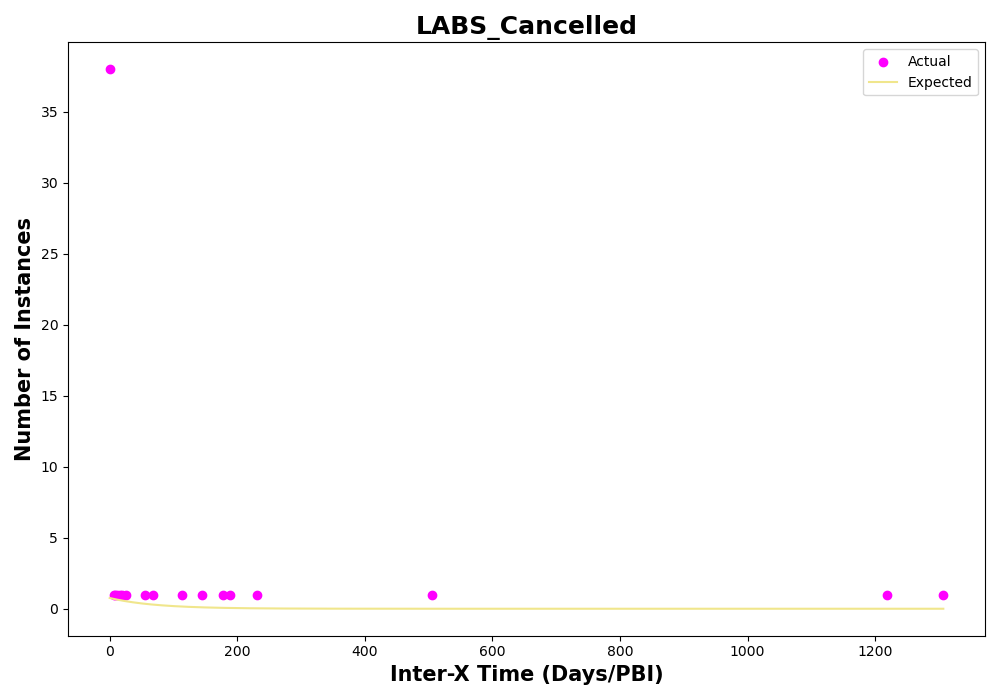 LABS_Cancelled
Actual
Expected
Number of Instances
35
30
25
20
15
10
5
0
0 200 400 600 800 1000 1200
Inter-X Time (Days/PBI)